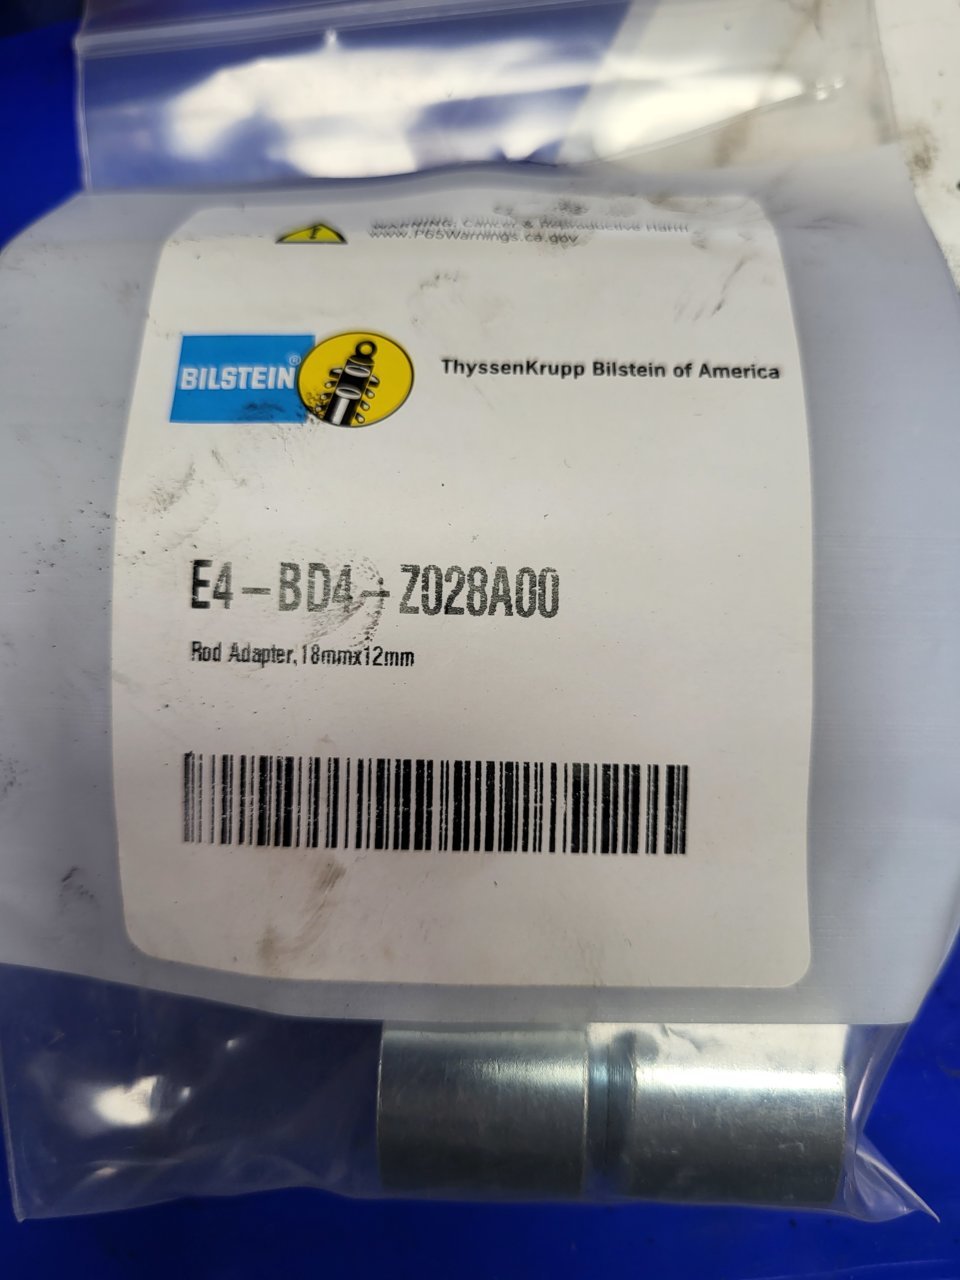 WARNING: Cancer & Reproductive Harm
www.P65Warnings.ca.gov
BILSTEIN®
ThyssenKrupp Bilstein of America
E4-BD4-Z028A00
Rod Adapter, 18mmx12mm